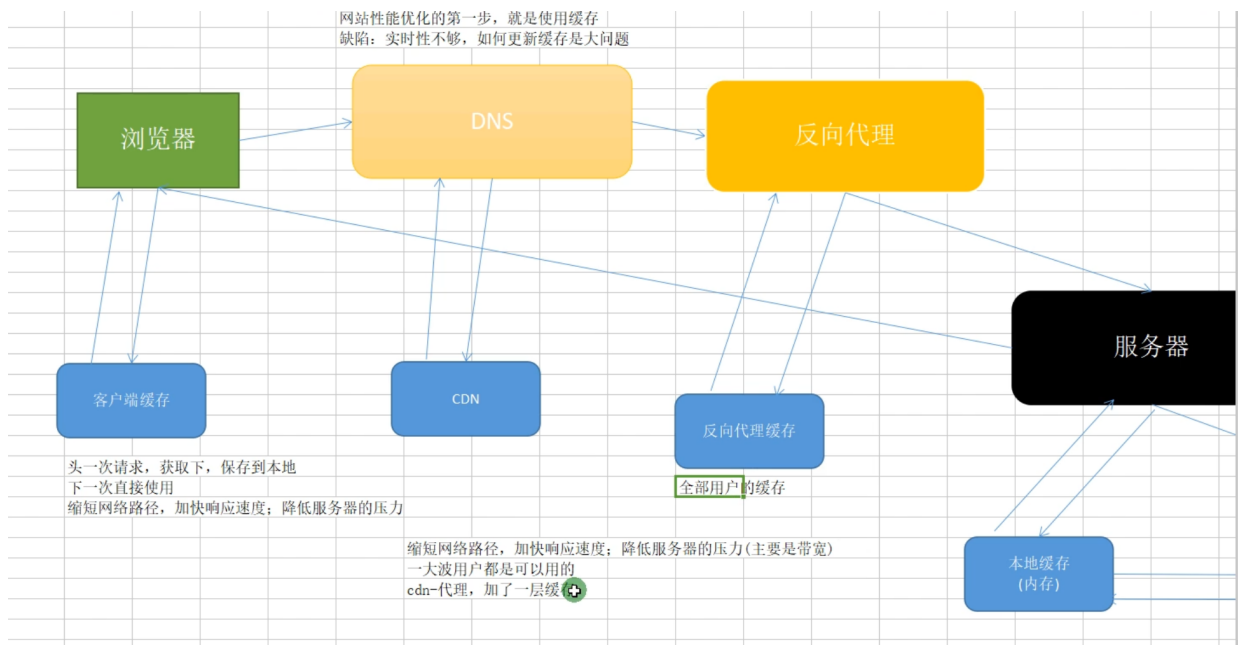 网站性能优化的第一步，就是使用缓存
缺陷：实时性不够，如何更新缓存是大问题
浏览器
DNS
反向代理
服务器
客户端缓存
CDN
反向代理缓存
头一次请求，获取下，保存到本地
下一次直接使用
缩短网络路径，加快响应速度；降低服务器的压力
全部用户的缓存
缩短网络路径，加快响应速度；降低服务器的压力(主要是带宽)
一大波用户都是可以用的
cdn-代理，加了一层缓
本地缓存
(内存)